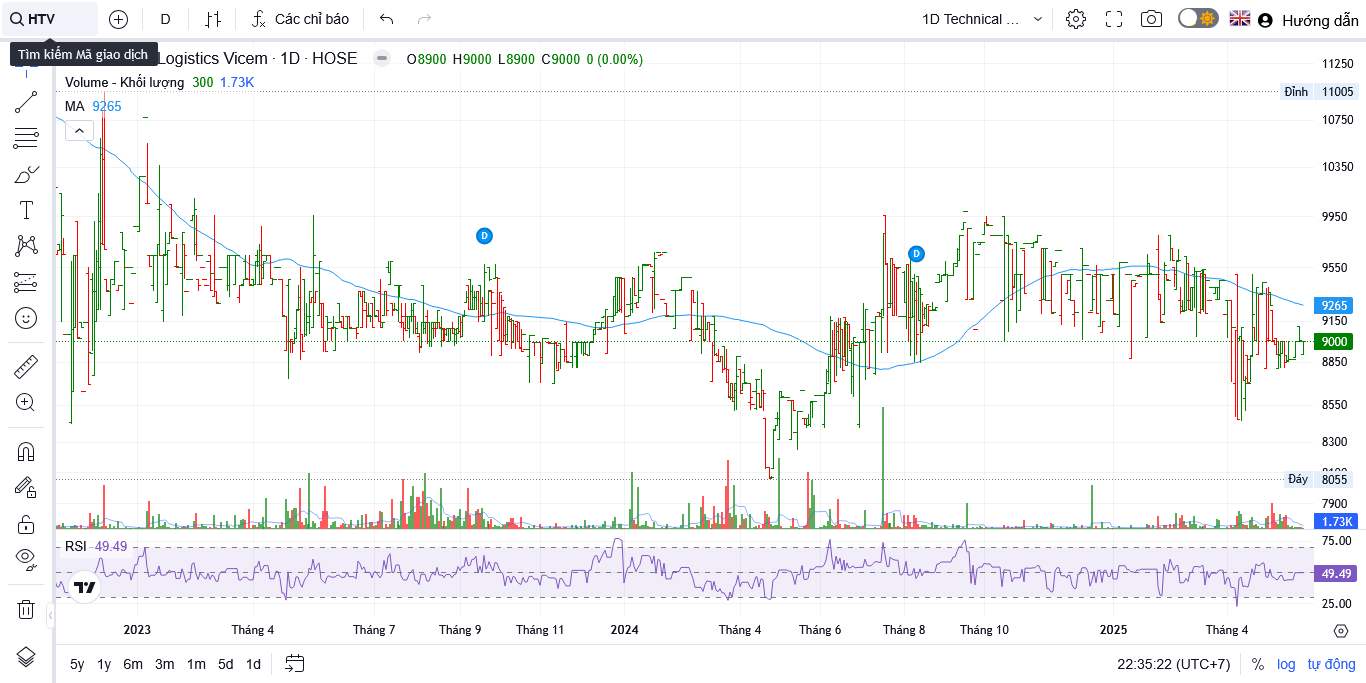 HTV D Các chỉ báo 1D Technical ... Hướng dẫn
Tìm kiếm Mã giao dịch
Logistics Vicem · 1D · HOSE O8900 H9000 L8900 C9000 0 (0.00%)
Volume - Khối lượng 300 1.73K
MA 9265
11250
Đỉnh 11005
10750
10350
9950
D
D
9550
9265
9150
9000
8850
8550
8300
Đáy 8055
7900
1.73K
RSI 49.49
75.00
49.49
25.00
2023 Tháng 4 Tháng 7 Tháng 9 Tháng 11 2024 Tháng 4 Tháng 6 Tháng 8 Tháng 10 2025 Tháng 4
5y 1y 6m 3m 1m 5d 1d 22:35:22 (UTC+7) % log tự động